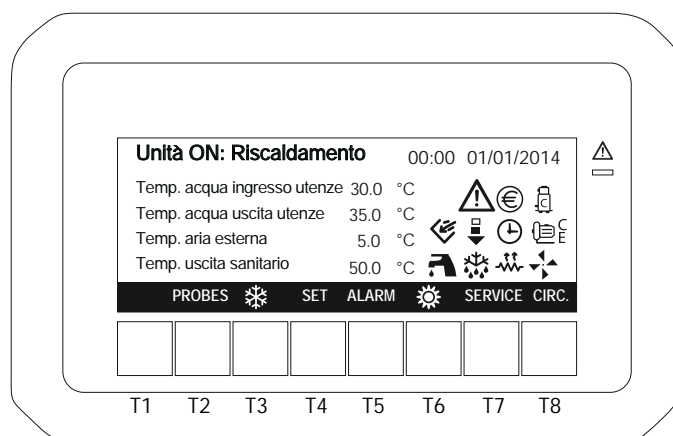 Unità ON: Riscaldamento 00:00 01/01/2014
Temp. acqua ingresso utenze 30.0 °C
Temp. acqua uscita utenze 35.0 °C
Temp. aria esterna 5.0 °C
Temp. uscita sanitario 50.0 °C
€ C
C E
PROBES SET ALARM SERVICE CIRC.
T1 T2 T3 T4 T5 T6 T7 T8